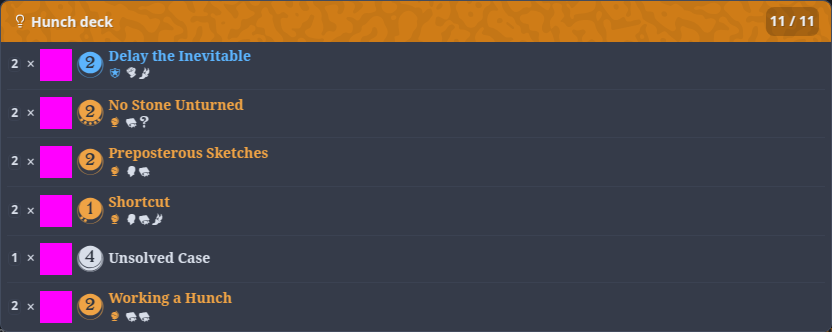 Hunch deck 11 / 11
2 × 2 Delay the Inevitable
2 × 2 No Stone Unturned
?
2 × 2 Preposterous Sketches
2 × 1 Shortcut
1 × 4 Unsolved Case
2 × 2 Working a Hunch